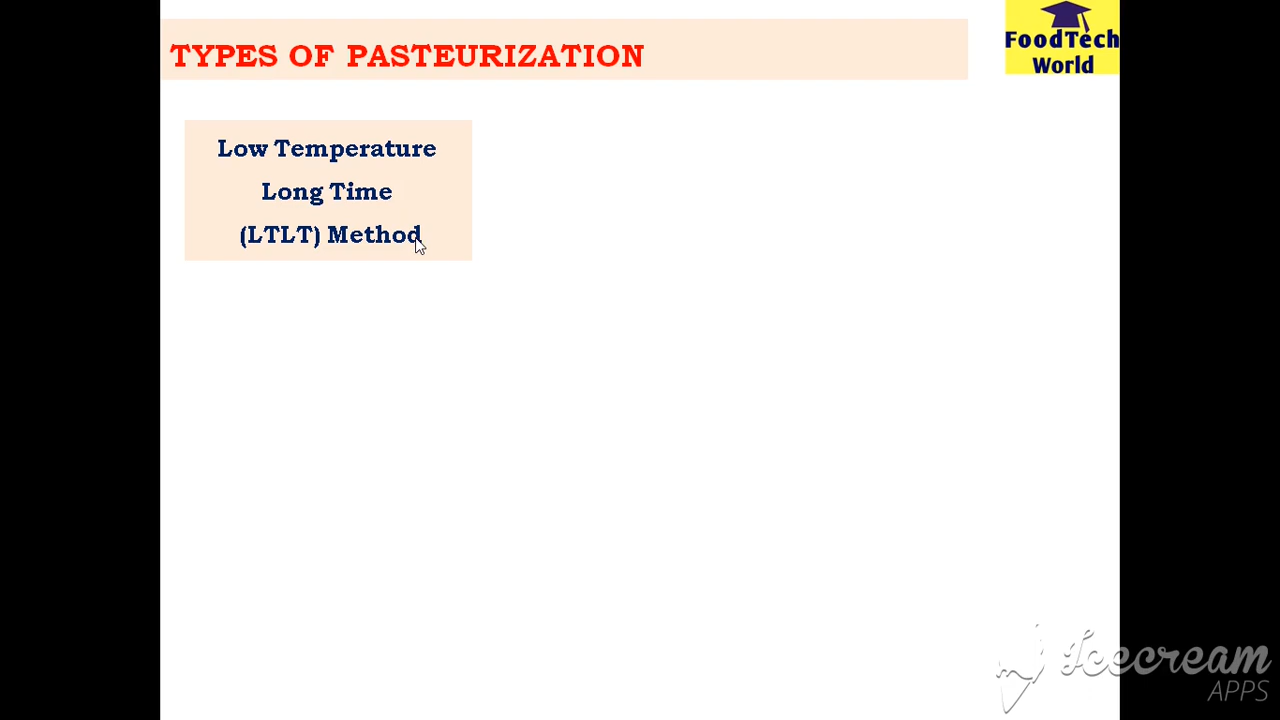 TYPES OF PASTEURIZATION
FoodTech
World
Low Temperature
Long Time
(LTLT) Method
Icecream
APPS